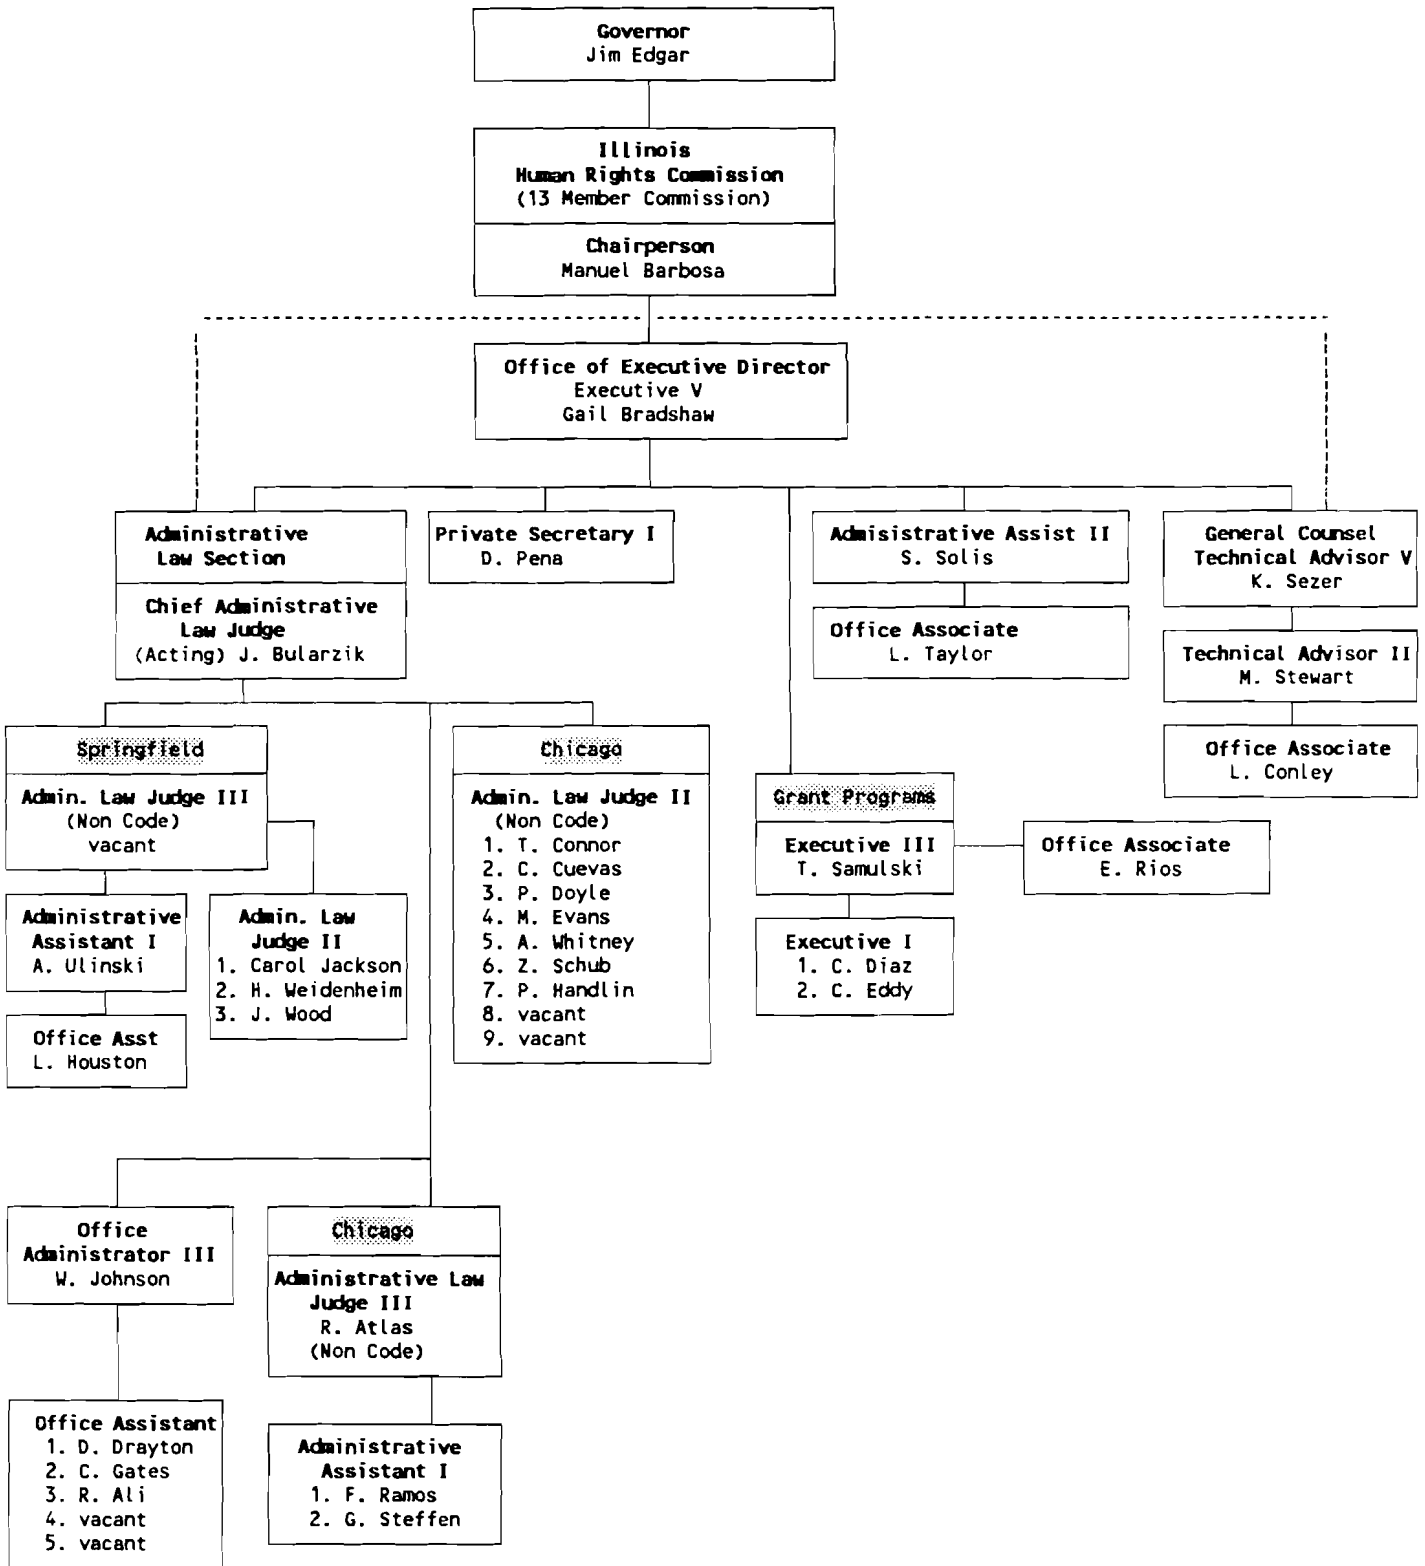 Governor
Jim Edgar
Illinois
Human Rights Commission
(13 Member Commission)
Chairperson
Manuel Barbosa
Office of Executive Director
Executive V
Gail Bradshaw
Administrative
Law Section
Chief Administrative
Law Judge
(Acting) J. Bularzik
Private Secretary I
D. Pena
Admisistrative Assist II
S. Solis
Office Associate
L. Taylor
General Counsel
Technical Advisor V
K. Sezer
Technical Advisor II
M. Stewart
Office Associate
L. Conley
Springfield
Admin. Law Judge III
(Non Code)
vacant
Administrative
Assistant I
A. Ulinski
Office Asst
L. Houston
Admin. Law
Judge II
1. Carol Jackson
2. H. Weidenheim
3. J. Wood
Chicago
Admin. Law Judge II
(Non Code)
1. T. Connor
2. C. Cuevas
3. P. Doyle
4. M. Evans
5. A. Whitney
6. Z. Schub
7. P. Handlin
8. vacant
9. vacant
Grant Programs
Executive III
T. Samulski
Office Associate
E. Rios
Executive I
1. C. Diaz
2. C. Eddy
Office
Administrator III
W. Johnson
Office Assistant
1. D. Drayton
2. C. Gates
3. R. Ali
4. vacant
5. vacant
Chicago
Administrative Law
Judge III
R. Atlas
(Non Code)
Administrative
Assistant I
1. F. Ramos
2. G. Steffen